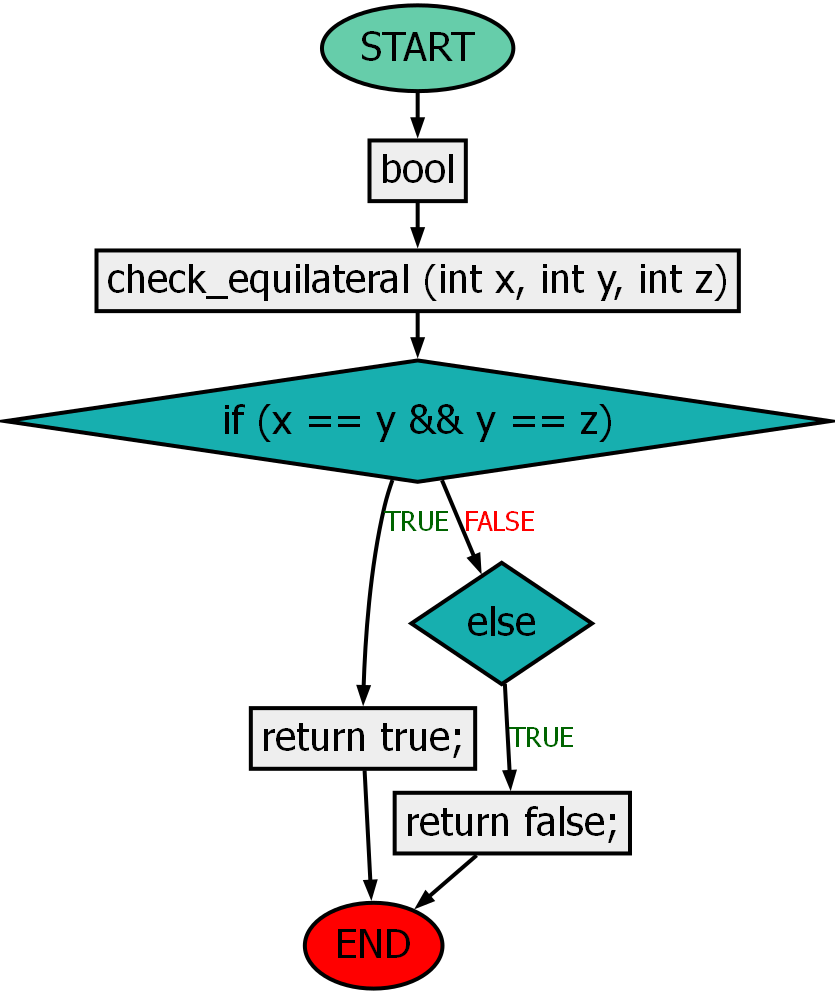 START
bool
check_equilateral (int x, int y, int z)
if (x == y && y == z)
TRUE
FALSE
else
return true;
TRUE
return false;
END